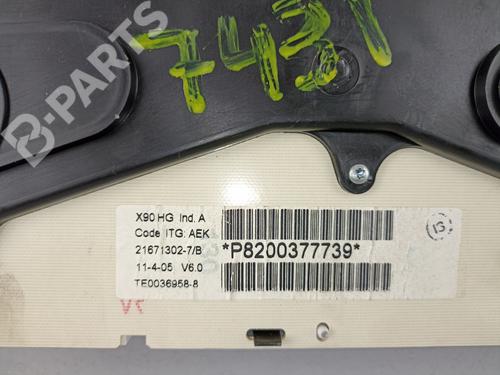 7431
B-PARTS
X90 HG Ind. A
Code ITG: AEK
21671302-7/B
11-4-05 V6.0
TE0036958-8
*P8200377739*
13